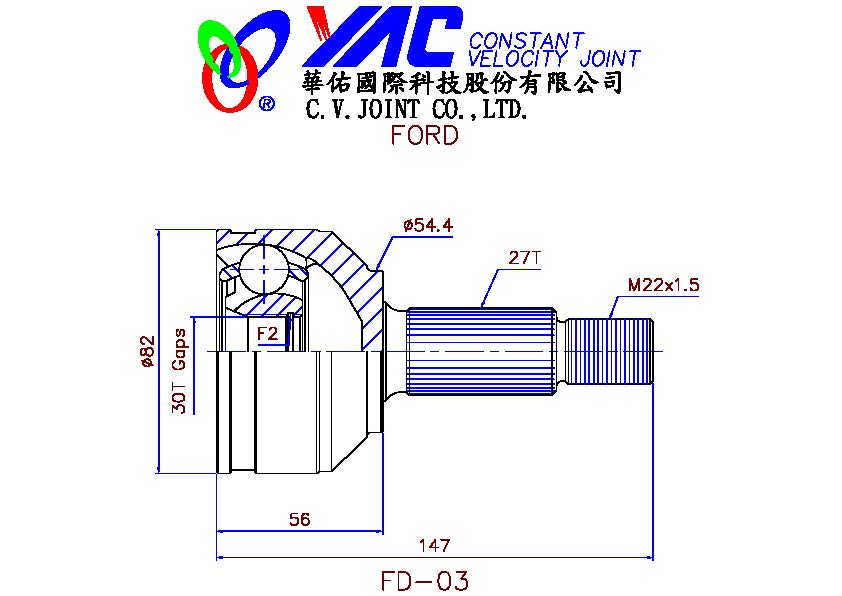 YAC CONSTANT
VELOCITY JOINT
®
華佑國際科技股份有限公司
C.V.JOINT CO.,LTD.
FORD
ø54.4
27T
M22x1.5
F2
ø82
30T Gaps
56
147
FD-03